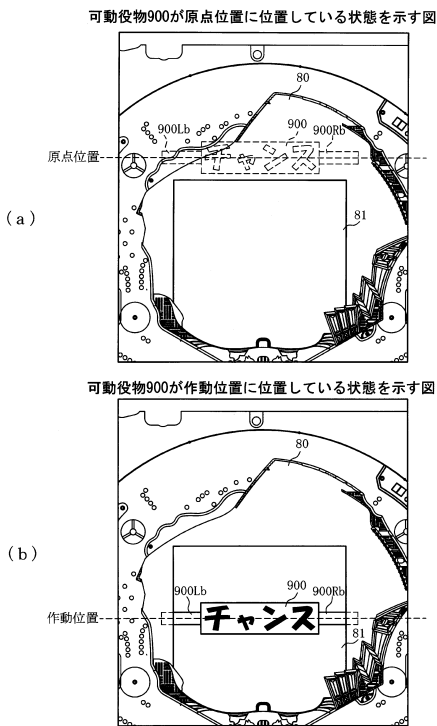 可動役物900が原点位置に位置している状態を示す図
80
900Lb
900
900Rb
原点位置
チャンス
(a)
81
可動役物900が作動位置に位置している状態を示す図
80
(b)
900Lb
900
900Rb
作動位置
チャンス
81